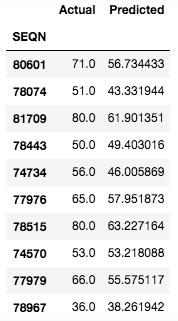 Actual Predicted
SEQN
80601 71.0 56.734433
78074 51.0 43.331944
81709 80.0 61.901351
78443 50.0 49.403016
74734 56.0 46.005869
77976 65.0 57.951873
78515 80.0 63.227164
74570 53.0 53.218088
77979 66.0 55.575117
78967 36.0 38.261942